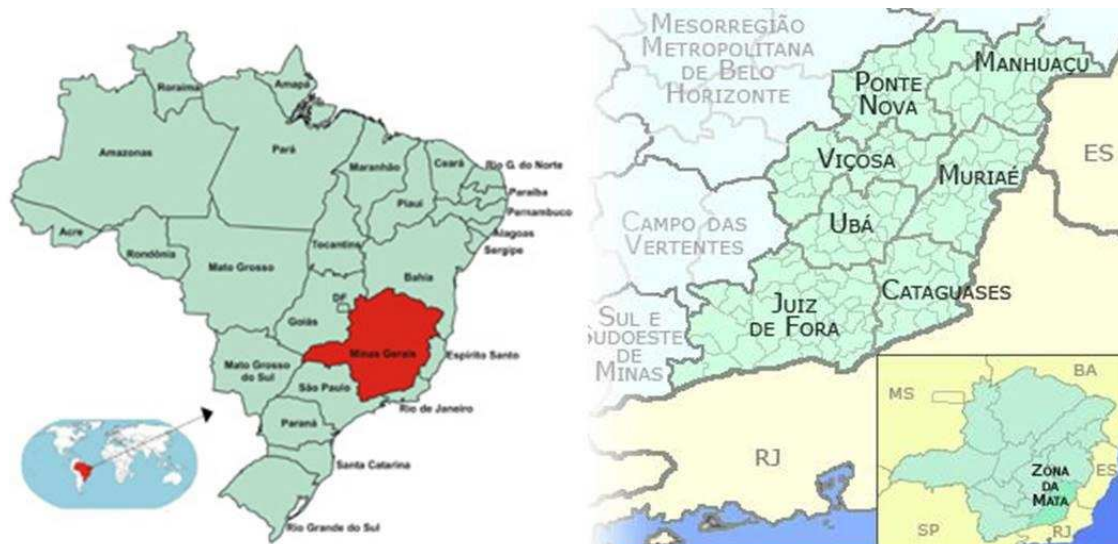 Roraima
Amapá
Amazonas
Pará
Maranhão
Ceará
Rio G. do Norte
Paraíba
Piauí
Pernambuco
Acre
Alagoas
Rondônia
Tocantins
Sergipe
Mato Grosso
Bahia
DF
Goiás
Minas Gerais
Espírito Santo
Mato Grosso
do Sul
São Paulo
Rio de Janeiro
Paraná
Santa Catarina
Rio Grande do Sul
MESORREGIÃO
METROPOLITANA
DE BELO
HORIZONTE
MANHUAÇU
PONTE
NOVA
ES
VIÇOSA
MURIAÉ
CAMPO DAS
VERTENTES
UBÁ
CATAGUASES
JUIZ
DE FORA
SUL E
SUDOESTE
DE
MINAS
RJ
BA
MS
ES
ZONA
DA
MATA
SP
RJ